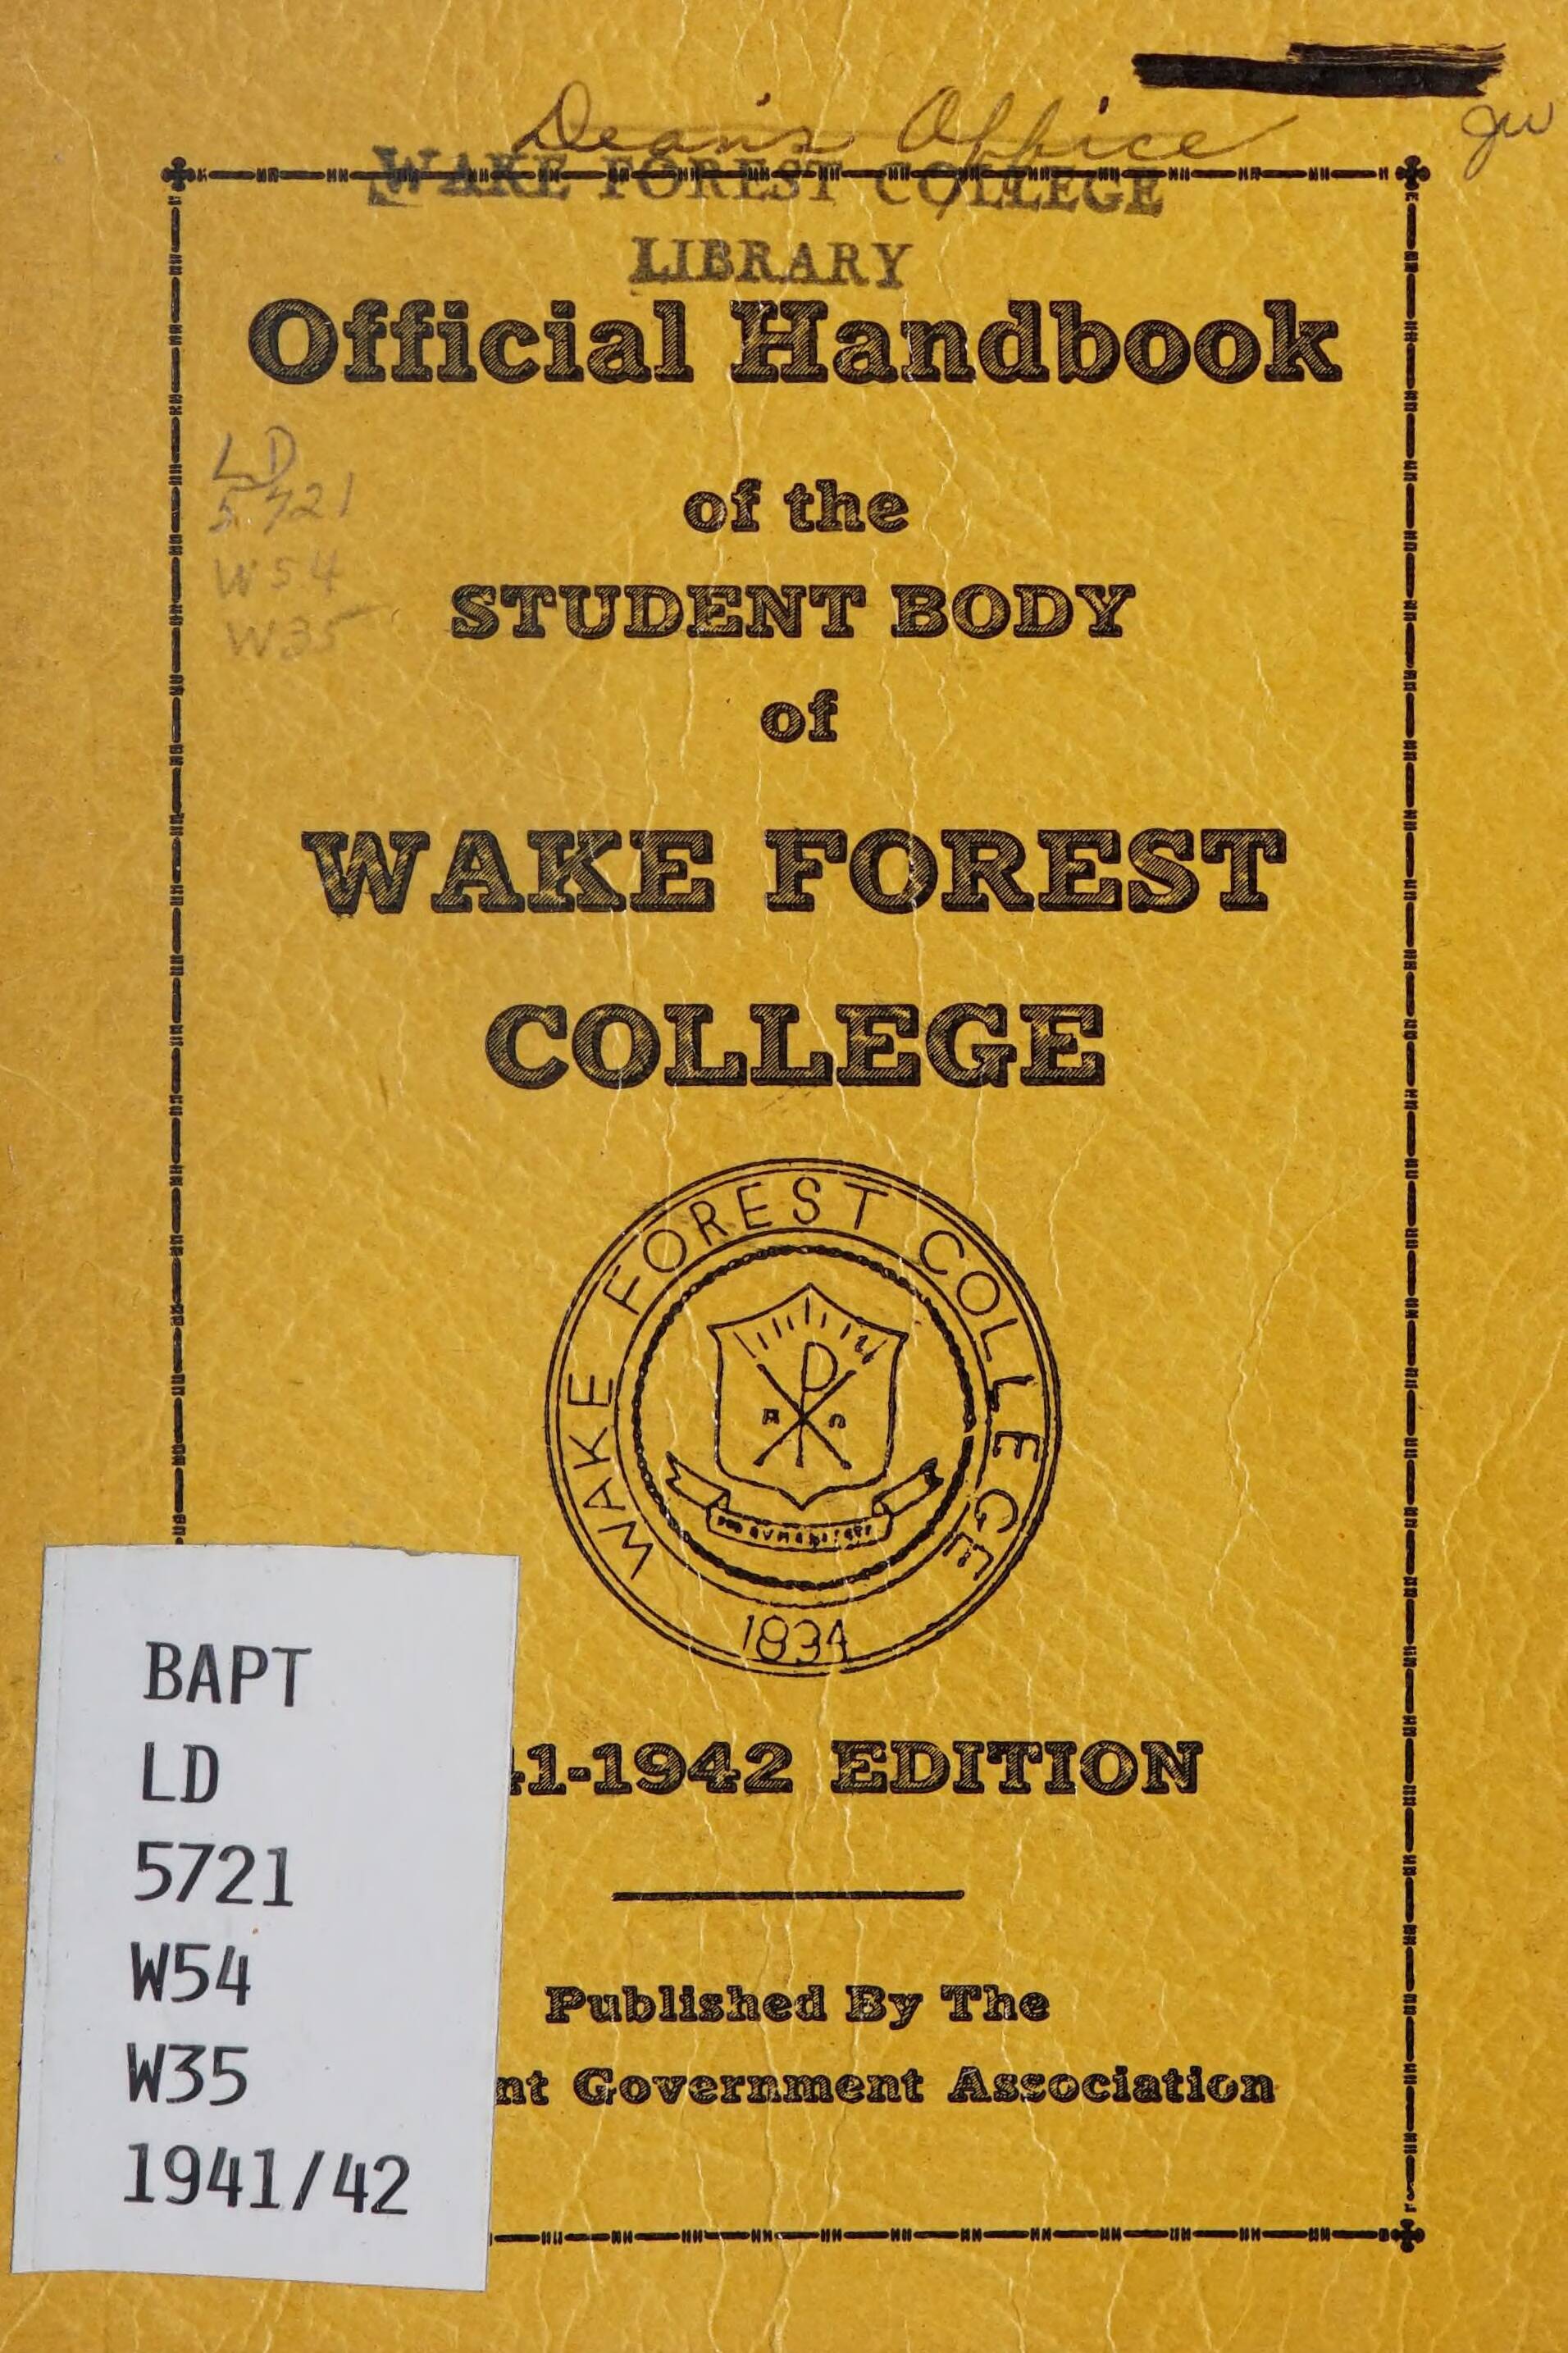 Dean's Office
JW
WAKE FOREST COLLEGE
LIBRARY
Official Handbook
LD
5721
W54
W35
of the
STUDENT BODY
of
WAKE FOREST
COLLEGE
WAKE FOREST COLLEGE
PRO HUMANITATE
1834
41-1942 EDITION
Published By The
nt Government Association
BAPT
LD
5721
W54
W35
1941/42